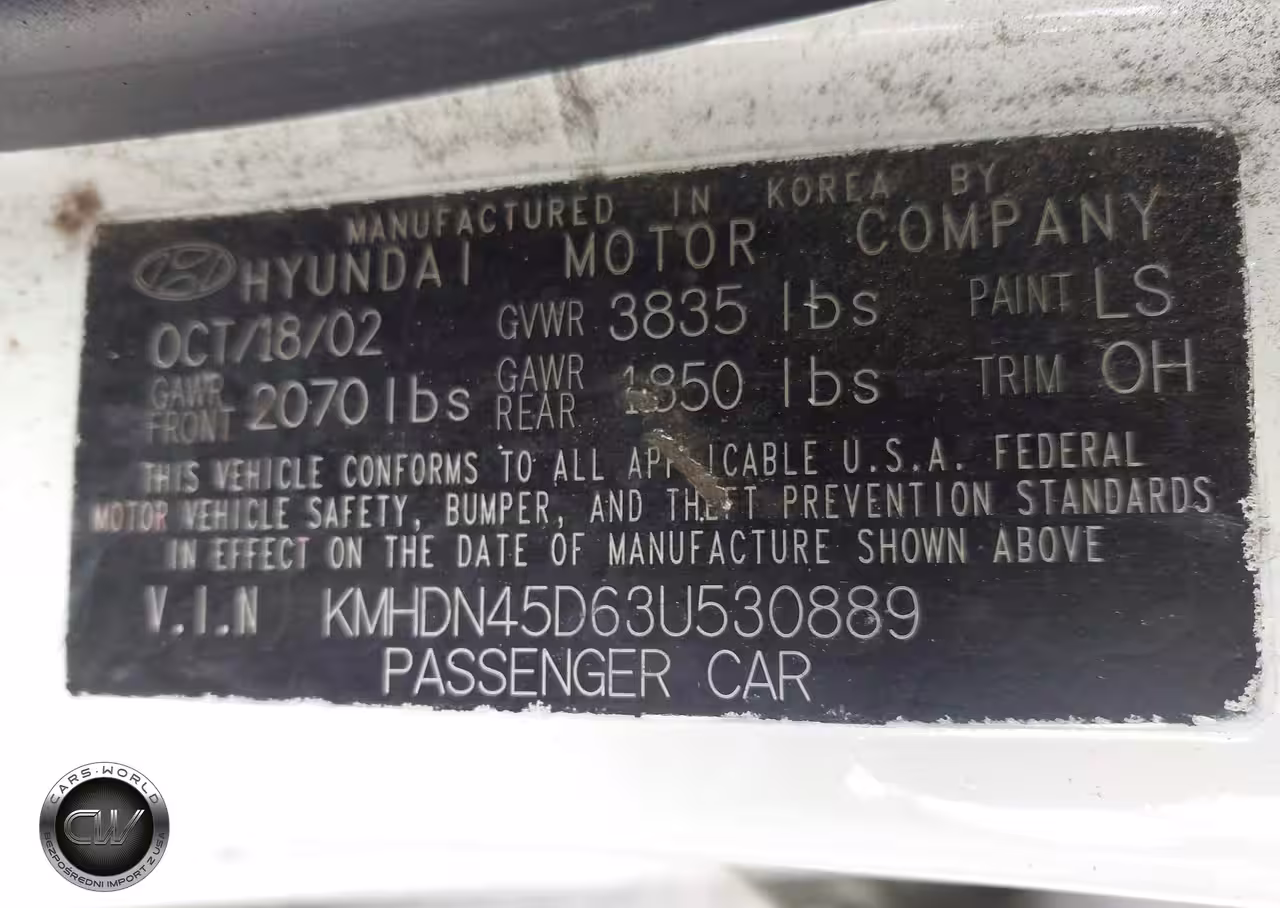 MANUFACTURED IN KOREA BY
HYUNDAI MOTOR COMPANY
OCT/18/02 GVWR 3835 lbs PAINT LS
GAWR FRONT 2070 lbs GAWR REAR 1850 lbs TRIM OH
THIS VEHICLE CONFORMS TO ALL APPLICABLE U.S.A. FEDERAL
MOTOR VEHICLE SAFETY, BUMPER, AND THEFT PREVENTION STANDARDS
IN EFFECT ON THE DATE OF MANUFACTURE SHOWN ABOVE
V.I.N KMHDN45D63U530889
PASSENGER CAR
CARS·WORLD
CW
BEZPOŚREDNI IMPORT Z USA